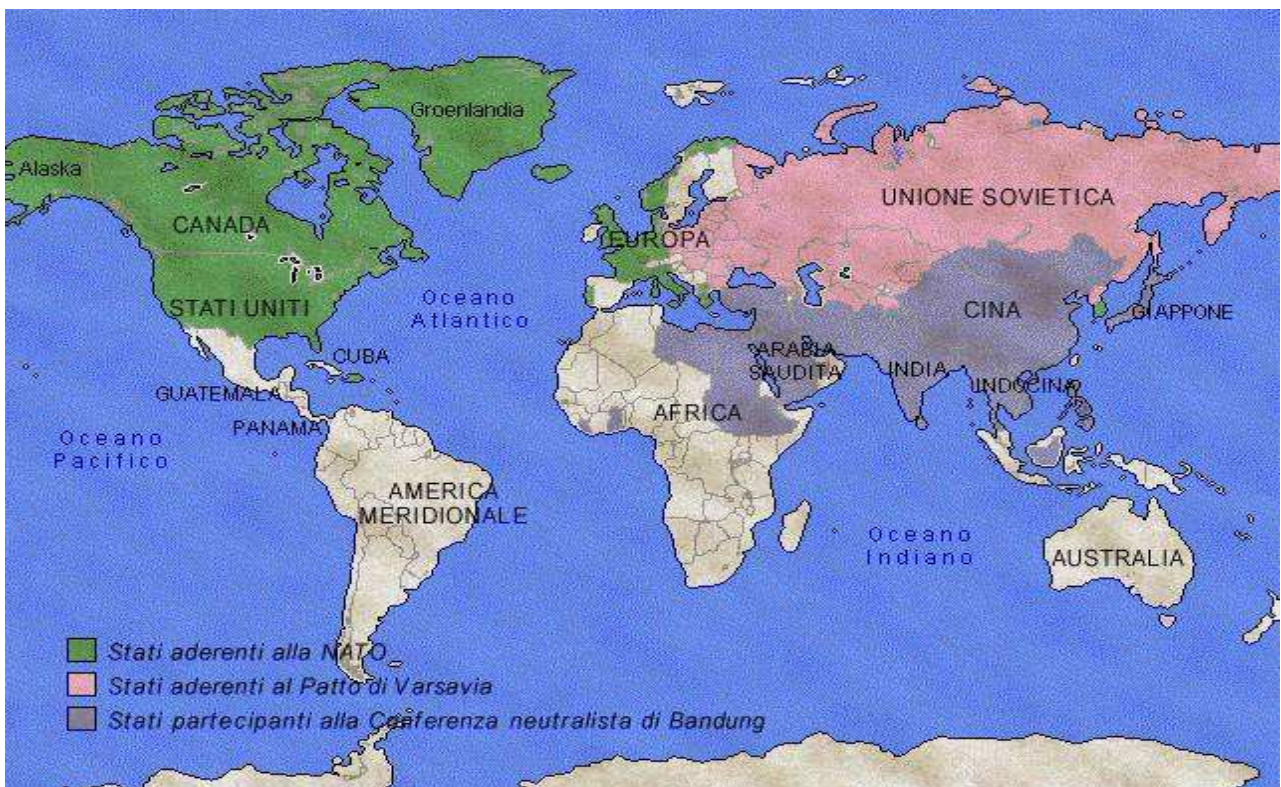 Groenlandia
Alaska
CANADA
UNIONE SOVIETICA
EUROPA
STATI UNITI
Oceano
Atlantico
CINA
GIAPPONE
CUBA
ARABIA
SAUDITA
INDIA
INDOCINA
GUATEMALA
PANAMA
AFRICA
Oceano
Pacifico
AMERICA
MERIDIONALE
Oceano
Indiano
AUSTRALIA
Stati aderenti alla NATO
Stati aderenti al Patto di Varsavia
Stati partecipanti alla Conferenza neutralista di Bandung